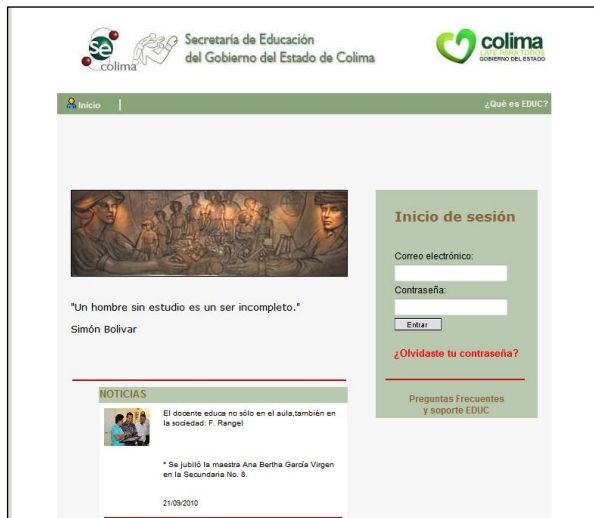 se
colima
Secretaría de Educación
del Gobierno del Estado de Colima
colima
LATE PARA TODOS
GOBIERNO DEL ESTADO
Inicio |
¿Qué es EDUC?
"Un hombre sin estudio es un ser incompleto."
Simón Bolivar
Inicio de sesión
Correo electrónico:
Contraseña:
Entrar
¿Olvidaste tu contraseña?
Preguntas Frecuentes
y soporte EDUC
NOTICIAS
El docente educa no sólo en el aula,también en
la sociedad: F. Rangel
* Se jubiló la maestra Ana Bertha García Virgen
en la Secundaria No. 8.
21/09/2010